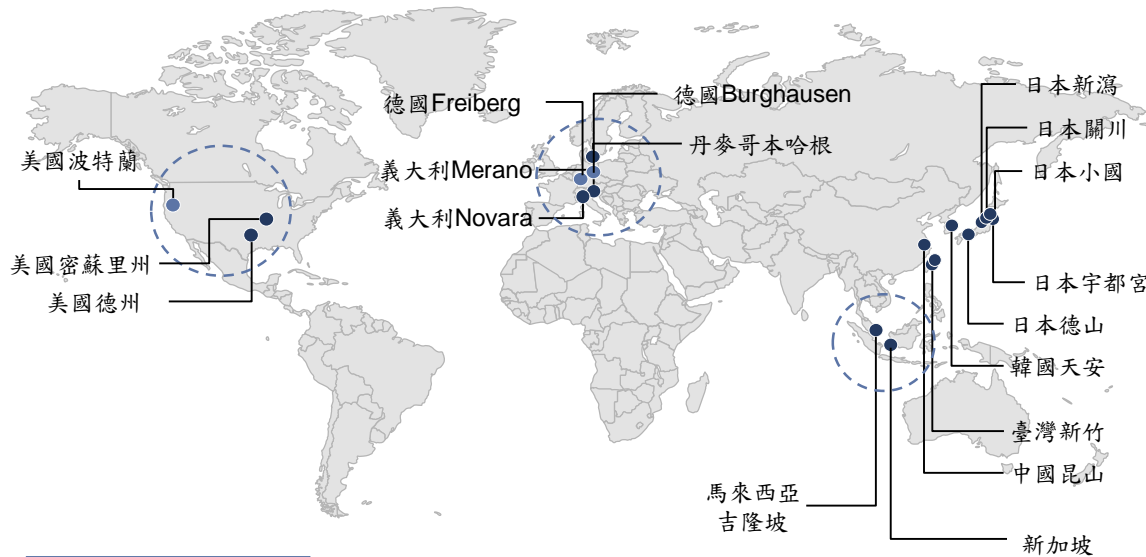 德國Freiberg
德國Burghausen
日本新瀉
日本關川
美國波特蘭
義大利Merano
丹麥哥本哈根
日本小國
義大利Novara
美國密蘇里州
日本宇都宮
美國德州
日本德山
韓國天安
臺灣新竹
中國昆山
馬來西亞
吉隆坡
新加坡